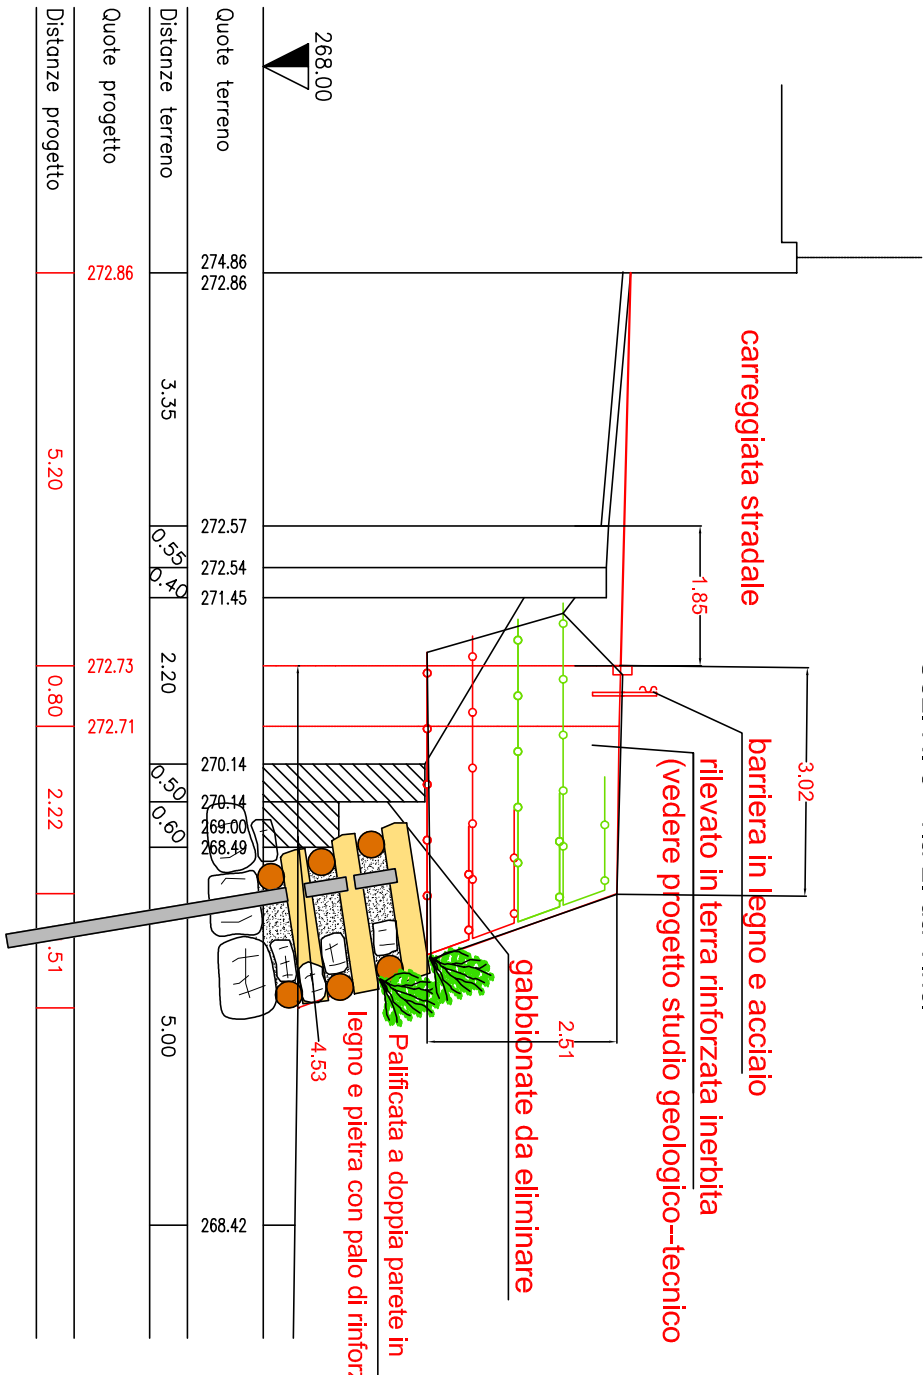 carreggiata stradale
1.85
3.02
barriera in legno e acciaio
rilevato in terra rinforzata inerbita
(vedere progetto studio geologico--tecnico
2.51
gabbionate da eliminare
Palificata a doppia parete in
legno e pietra con palo di rinforz
4.53
268.00
Quote terreno
274.86
272.86
272.57
272.54
271.45
270.14
270.14
269.00
268.49
268.42
Distanze terreno
3.35
0.55
0.40
2.20
0.50
0.60
5.00
Quote progetto
272.86
272.73
272.71
Distanze progetto
5.20
0.80
2.22
.51